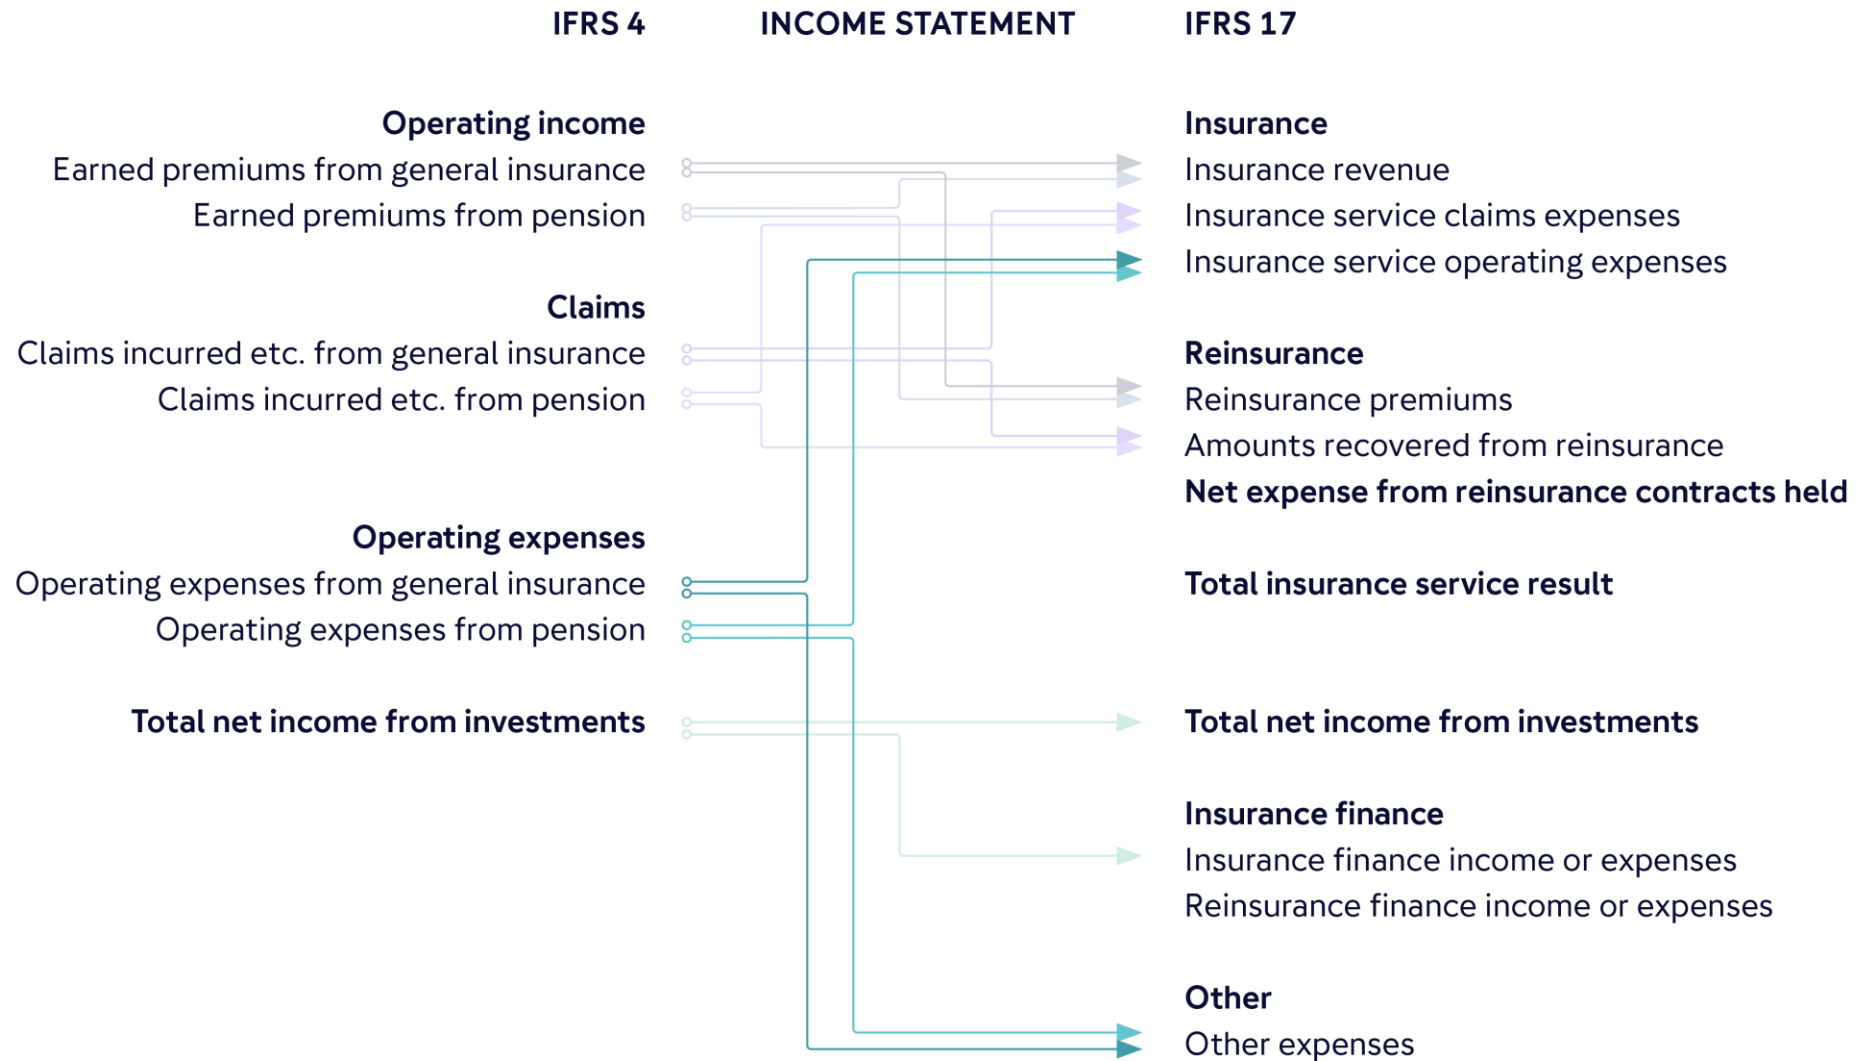 IFRS 4
INCOME STATEMENT
IFRS 17
Operating income
Earned premiums from general insurance
Earned premiums from pension
Claims
Claims incurred etc. from general insurance
Claims incurred etc. from pension
Operating expenses
Operating expenses from general insurance
Operating expenses from pension
Total net income from investments
Insurance
Insurance revenue
Insurance service claims expenses
Insurance service operating expenses
Reinsurance
Reinsurance premiums
Amounts recovered from reinsurance
Net expense from reinsurance contracts held
Total insurance service result
Total net income from investments
Insurance finance
Insurance finance income or expenses
Reinsurance finance income or expenses
Other
Other expenses